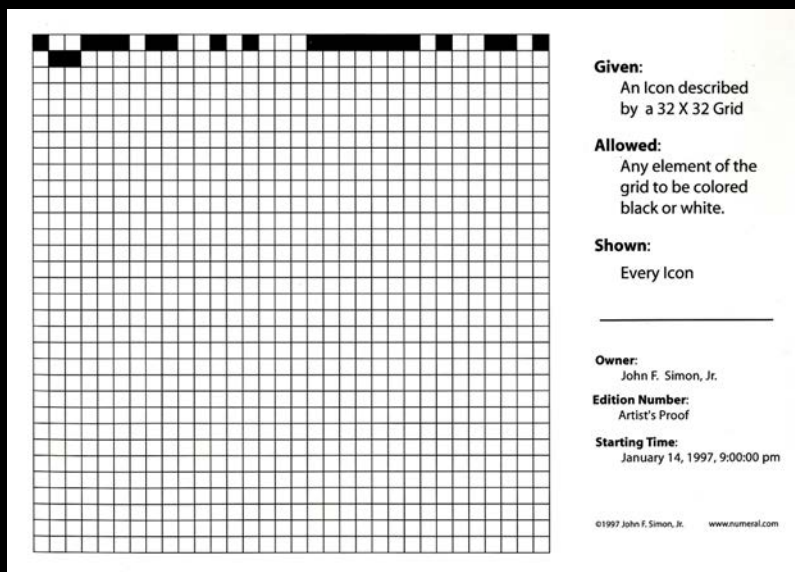 Given:
An Icon described
by a 32 X 32 Grid
Allowed:
Any element of the
grid to be colored
black or white.
Shown:
Every Icon
Owner:
John F. Simon, Jr.
Edition Number:
Artist's Proof
Starting Time:
January 14, 1997, 9:00:00 pm
©1997 John F. Simon, Jr. www.numeral.com